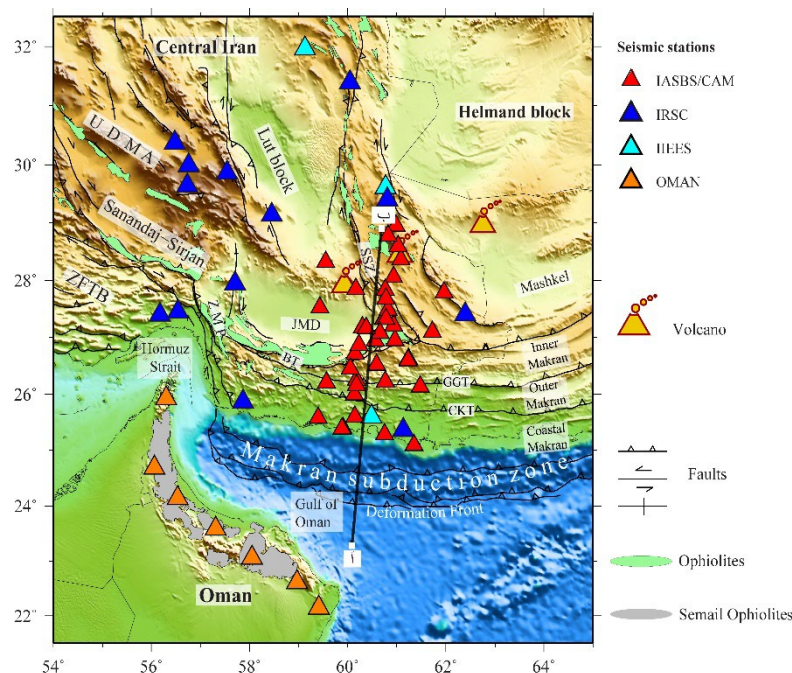 32°
30°
28°
26°
24°
22°
54°
56°
58°
60°
62°
64°
Central Iran
Helmand block
U D M A
Lut block
Sanandaj-Sirjan
SSZ
ZFTB
ZMP
JMD
BT
Mashkel
Hormuz
Strait
Inner
Makran
GGT
Outer
Makran
CKT
Coastal
Makran
Makran subduction zone
Gulf of
Oman
Deformation Front
Oman
ب
أ
Seismic stations
IASBS/CAM
IRSC
IIEES
OMAN
Volcano
Faults
Ophiolites
Semail Ophiolites